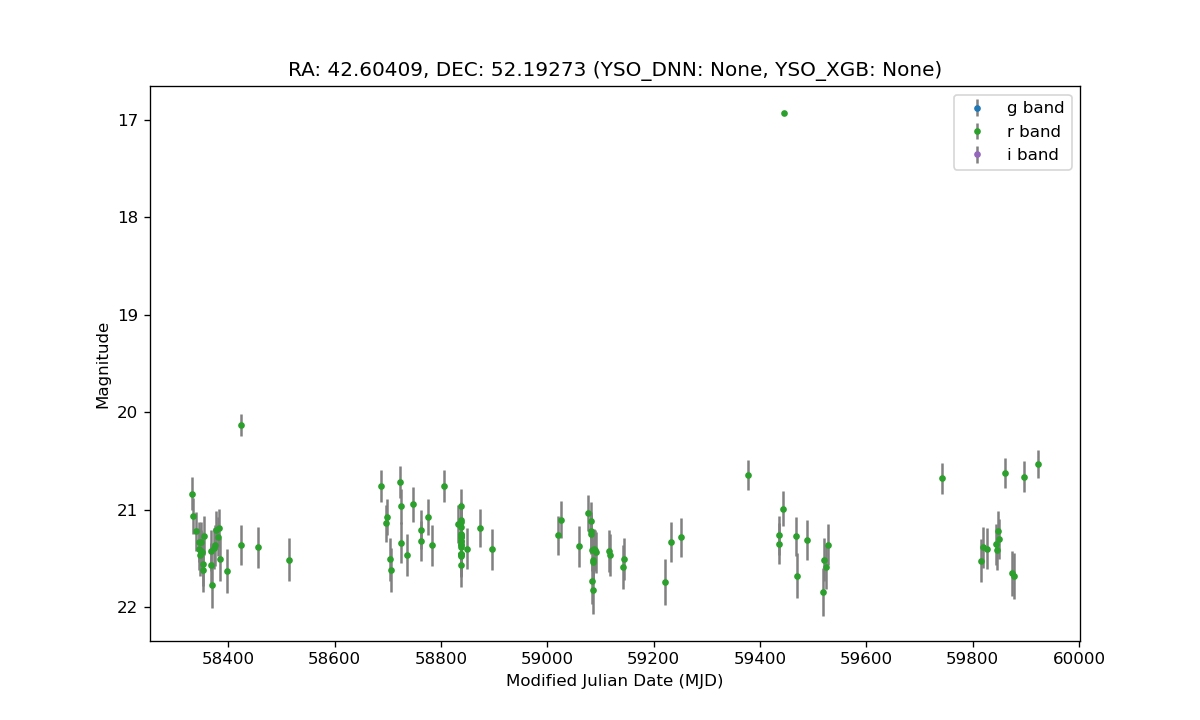 RA: 42.60409, DEC: 52.19273 (YSO_DNN: None, YSO_XGB: None)
g band
r band
i band
Magnitude
17
18
19
20
21
22
58400 58600 58800 59000 59200 59400 59600 59800 60000
Modified Julian Date (MJD)